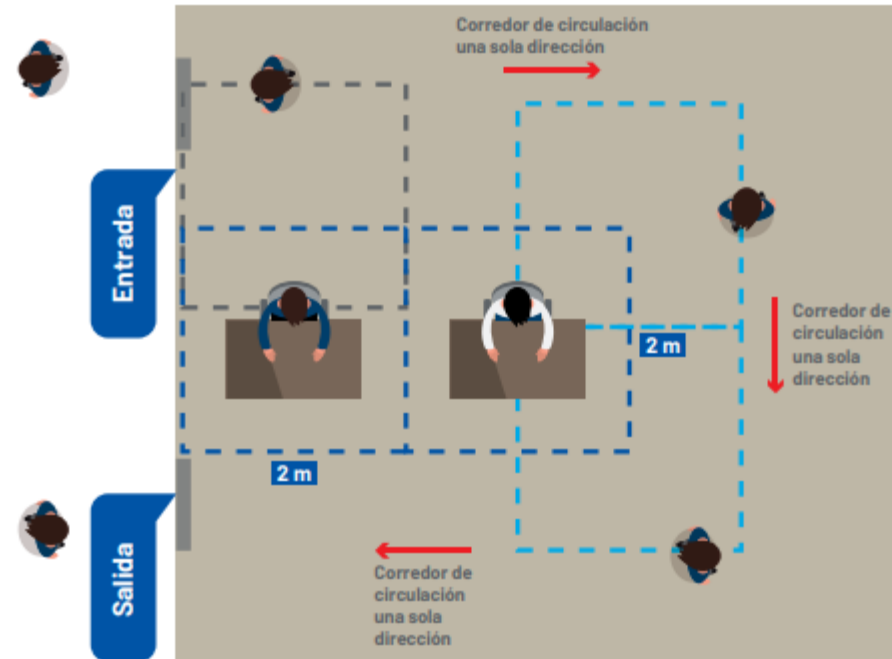 Corredor de circulación
una sola dirección
Entrada
Corredor de
circulación
una sola
dirección
2 m
2 m
Salida
Corredor de
circulación
una sola
dirección